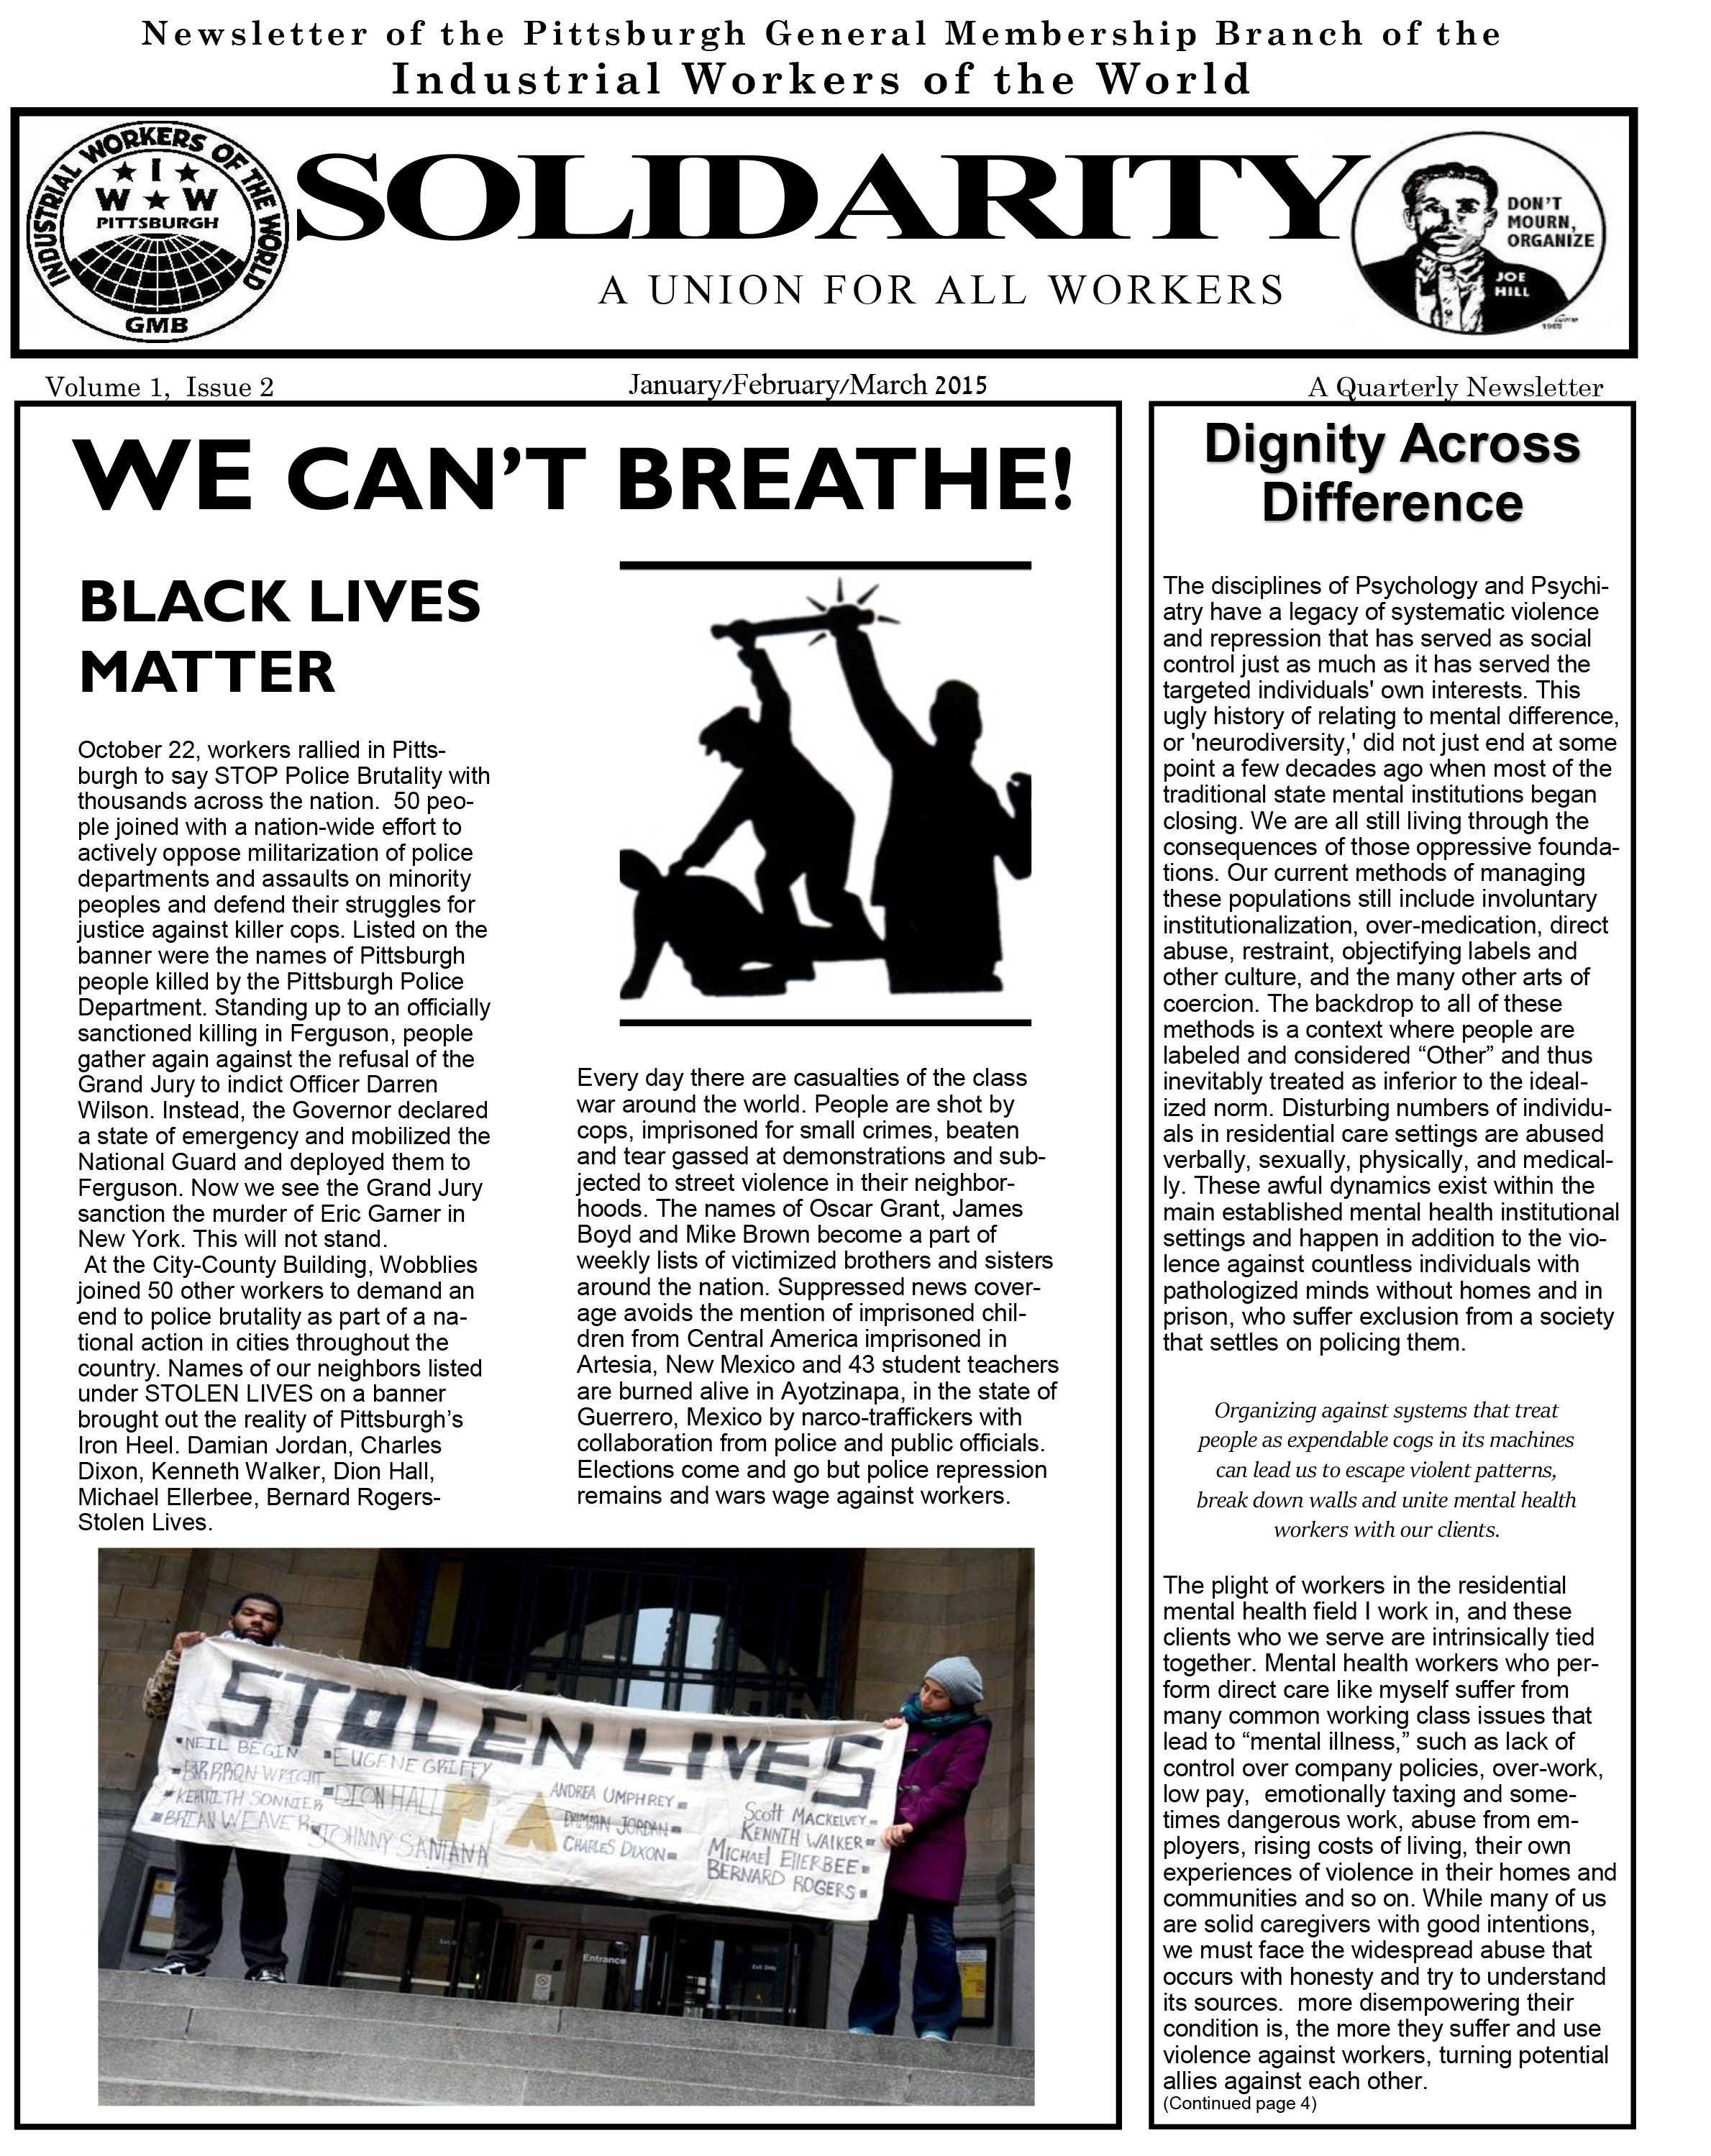 Newsletter of the Pittsburgh General Membership Branch of the
Industrial Workers of the World
INDUSTRIAL WORKERS OF THE WORLD
I
W W
PITTSBURGH
GMB
SOLIDARITY
A UNION FOR ALL WORKERS
DON'T
MOURN,
ORGANIZE
JOE
HILL
Volume 1, Issue 2
January/February/March 2015
A Quarterly Newsletter
WE CAN'T BREATHE!
BLACK LIVES
MATTER
October 22, workers rallied in Pitts-
burgh to say STOP Police Brutality with
thousands across the nation.  50 peo-
ple joined with a nation-wide effort to
actively oppose militarization of police
departments and assaults on minority
peoples and defend their struggles for
justice against killer cops. Listed on the
banner were the names of Pittsburgh
people killed by the Pittsburgh Police
Department. Standing up to an officially
sanctioned killing in Ferguson, people
gather again against the refusal of the
Grand Jury to indict Officer Darren
Wilson. Instead, the Governor declared
a state of emergency and mobilized the
National Guard and deployed them to
Ferguson. Now we see the Grand Jury
sanction the murder of Eric Garner in
New York. This will not stand.
At the City-County Building, Wobblies
joined 50 other workers to demand an
end to police brutality as part of a na-
tional action in cities throughout the
country. Names of our neighbors listed
under STOLEN LIVES on a banner
brought out the reality of Pittsburgh's
Iron Heel. Damian Jordan, Charles
Dixon, Kenneth Walker, Dion Hall,
Michael Ellerbee, Bernard Rogers-
Stolen Lives.
Every day there are casualties of the class
war around the world. People are shot by
cops, imprisoned for small crimes, beaten
and tear gassed at demonstrations and sub-
jected to street violence in their neighbor-
hoods. The names of Oscar Grant, James
Boyd and Mike Brown become a part of
weekly lists of victimized brothers and sisters
around the nation. Suppressed news cover-
age avoids the mention of imprisoned chil-
dren from Central America imprisoned in
Artesia, New Mexico and 43 student teachers
are burned alive in Ayotzinapa, in the state of
Guerrero, Mexico by narco-traffickers with
collaboration from police and public officials.
Elections come and go but police repression
remains and wars wage against workers.
STOLEN LIVES
NEIL BEGIN
EUGENE GRIFFY
KENNETH SONNIER
DION HALL
BRIAN WEAVER
JOHNNY SANTANA
PA
ANDREA UMPHREY
DAMIAN JORDAN
CHARLES DIXON
SCOTT MACKELVEY
KENNTH WALKER
MICHAEL ELLERBEE
BERNARD ROGERS
Entrance
Exit Only
Dignity Across
Difference
The disciplines of Psychology and Psychi-
atry have a legacy of systematic violence
and repression that has served as social
control just as much as it has served the
targeted individuals' own interests. This
ugly history of relating to mental difference,
or 'neurodiversity,' did not just end at some
point a few decades ago when most of the
traditional state mental institutions began
closing. We are all still living through the
consequences of those oppressive founda-
tions. Our current methods of managing
these populations still include involuntary
institutionalization, over-medication, direct
abuse, restraint, objectifying labels and
other culture, and the many other arts of
coercion. The backdrop to all of these
methods is a context where people are
labeled and considered “Other” and thus
inevitably treated as inferior to the ideal-
ized norm. Disturbing numbers of individu-
als in residential care settings are abused
verbally, sexually, physically, and medical-
ly. These awful dynamics exist within the
main established mental health institutional
settings and happen in addition to the vio-
lence against countless individuals with
pathologized minds without homes and in
prison, who suffer exclusion from a society
that settles on policing them.
Organizing against systems that treat
people as expendable cogs in its machines
can lead us to escape violent patterns,
break down walls and unite mental health
workers with our clients.
The plight of workers in the residential
mental health field I work in, and these
clients who we serve are intrinsically tied
together. Mental health workers who per-
form direct care like myself suffer from
many common working class issues that
lead to “mental illness,” such as lack of
control over company policies, over-work,
low pay,  emotionally taxing and some-
times dangerous work, abuse from em-
ployers, rising costs of living, their own
experiences of violence in their homes and
communities and so on. While many of us
are solid caregivers with good intentions,
we must face the widespread abuse that
occurs with honesty and try to understand
its sources.  more disempowering their
condition is, the more they suffer and use
violence against workers, turning potential
allies against each other.
(Continued page 4)